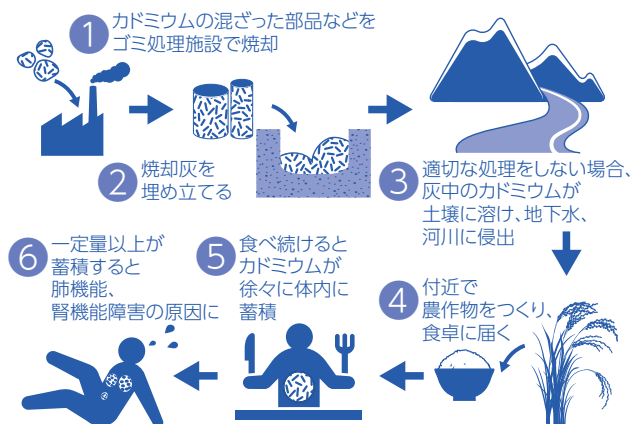 ① カドミウムの混ざった部品などを
ゴミ処理施設で焼却
② 焼却灰を
埋め立てる
③ 適切な処理をしない場合、
灰中のカドミウムが
土壌に溶け、地下水、
河川に侵出
④ 付近で
農作物をつくり、
食卓に届く
⑤ 食べ続けると
カドミウムが
徐々に体内に
蓄積
⑥ 一定量以上が
蓄積すると
肺機能、
腎機能障害の原因に